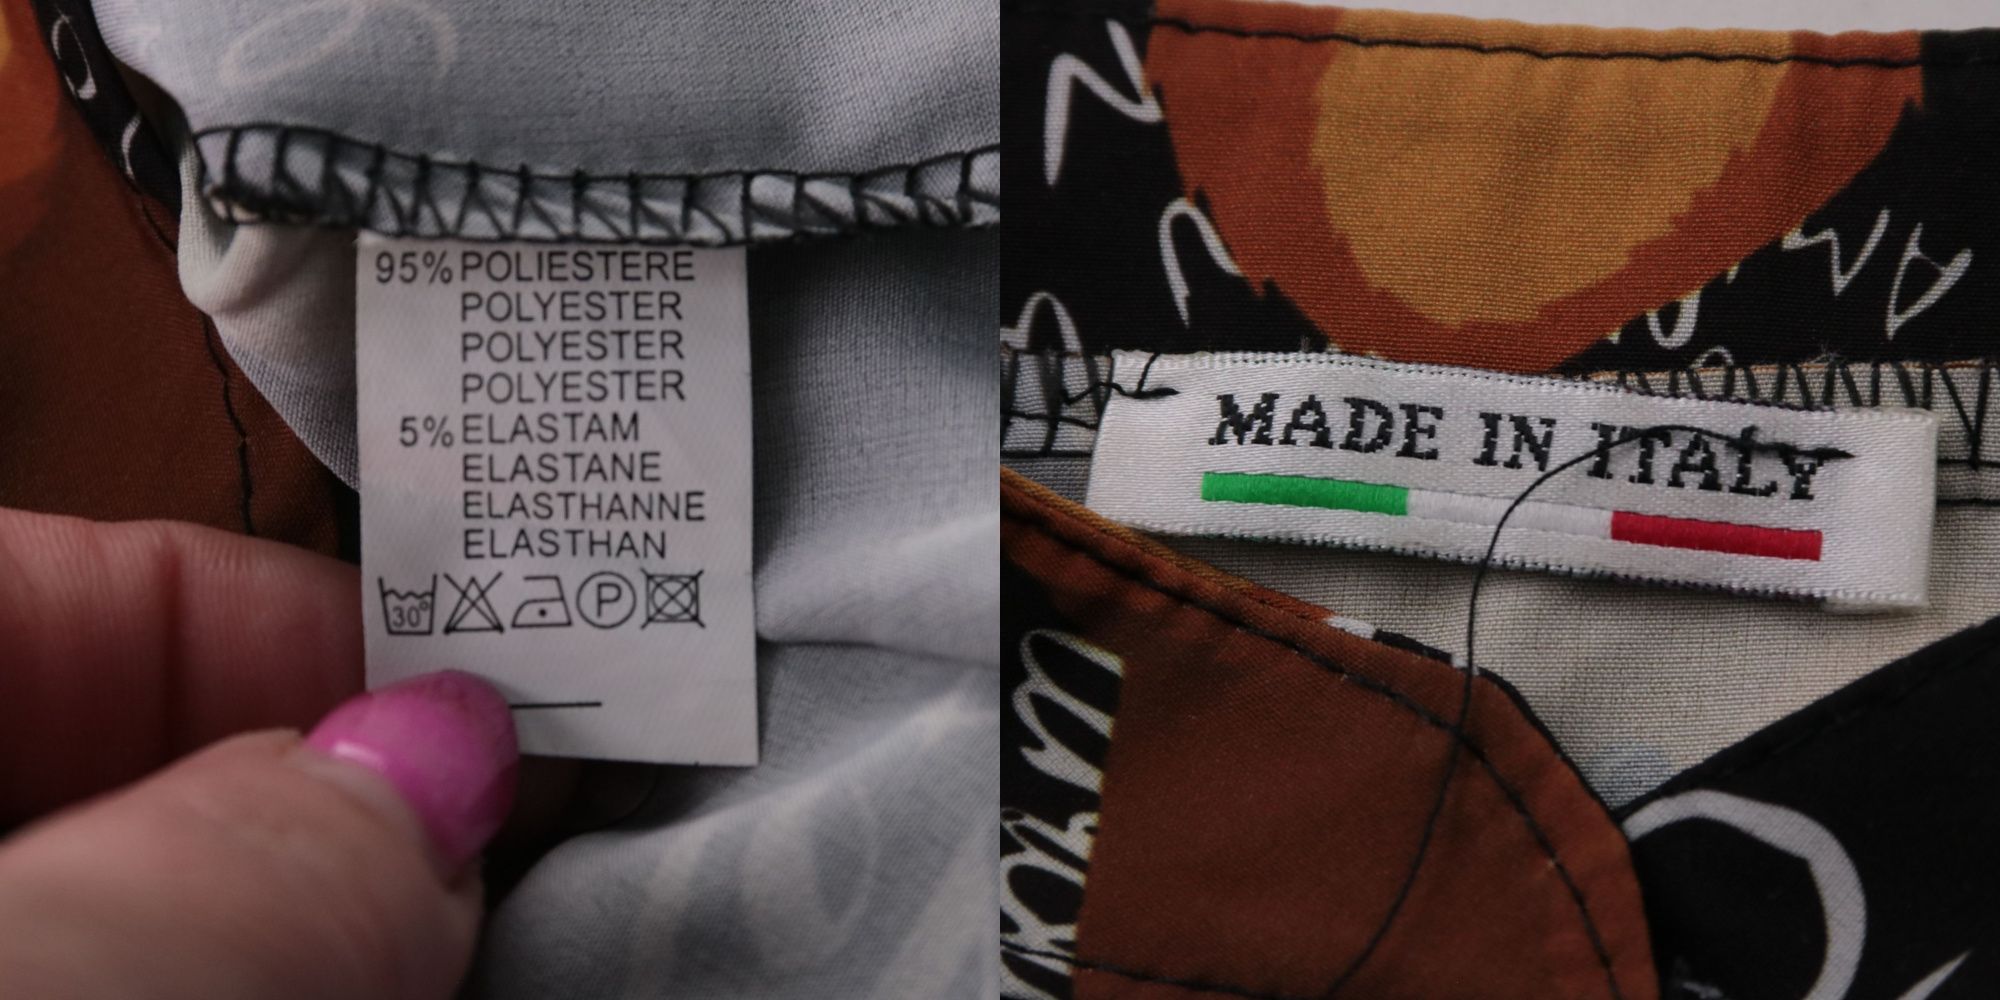 95% POLIESTERE
POLYESTER
POLYESTER
POLYESTER
5% ELASTAM
ELASTANE
ELASTHANNE
ELASTHAN
30°
P
MADE IN ITALY